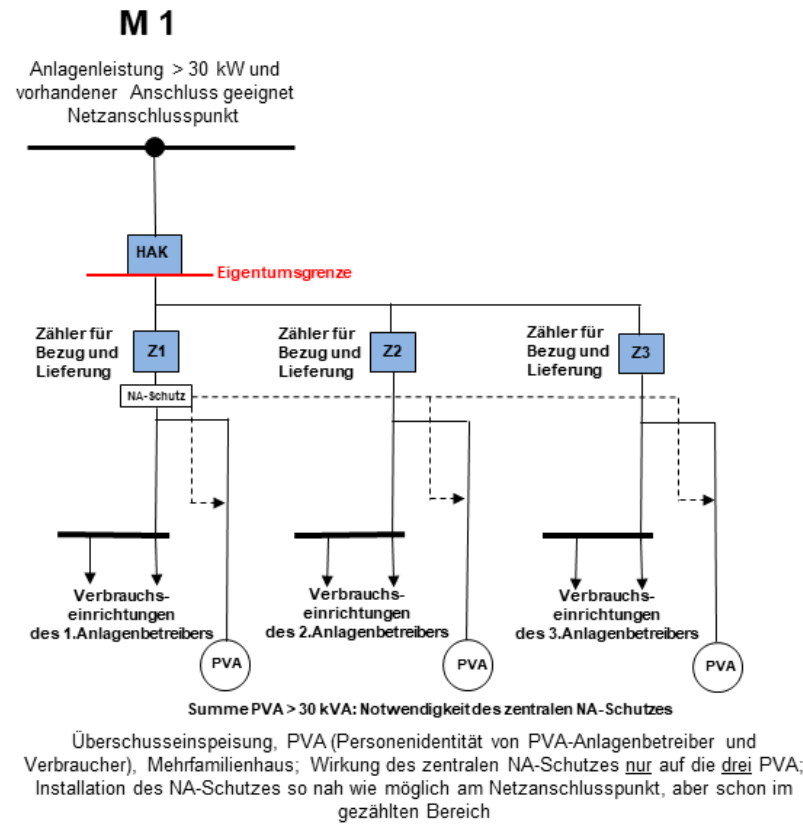 M 1
Anlagenleistung > 30 kW und
vorhandener Anschluss geeignet
Netzanschlusspunkt
HAK
Eigentumsgrenze
Zähler für
Bezug und
Lieferung
Z1
Zähler für
Bezug und
Lieferung
Z2
Zähler für
Bezug und
Lieferung
Z3
NA-Schutz
Verbrauchs-
einrichtungen
des 1.Anlagenbetreibers
Verbrauchs-
einrichtungen
des 2.Anlagenbetreibers
Verbrauchs-
einrichtungen
des 3.Anlagenbetreibers
PVA
PVA
PVA
Summe PVA > 30 kVA: Notwendigkeit des zentralen NA-Schutzes
Überschusseinspeisung, PVA (Personenidentität von PVA-Anlagenbetreiber und
Verbraucher), Mehrfamilienhaus; Wirkung des zentralen NA-Schutzes nur auf die drei PVA;
Installation des NA-Schutzes so nah wie möglich am Netzanschlusspunkt, aber schon im
gezählten Bereich